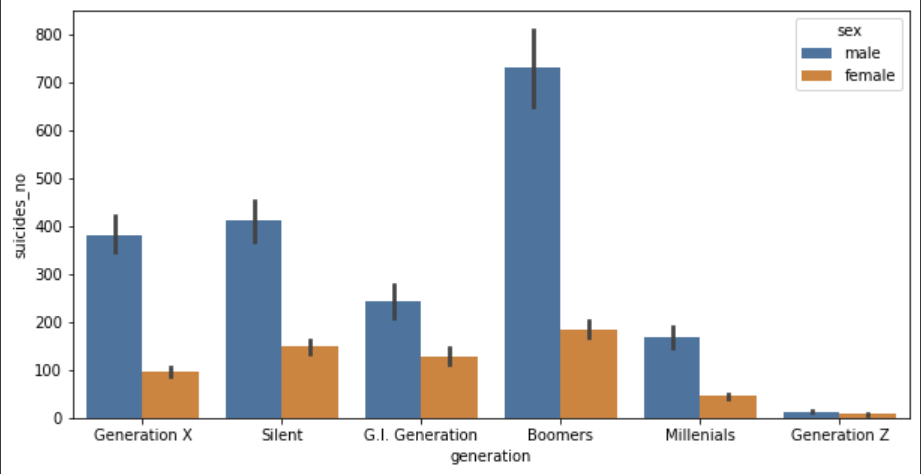 800
700
600
500
400
300
200
100
0
suicides_no
sex
male
female
Generation X
Silent
G.I. Generation
Boomers
Millenials
Generation Z
generation